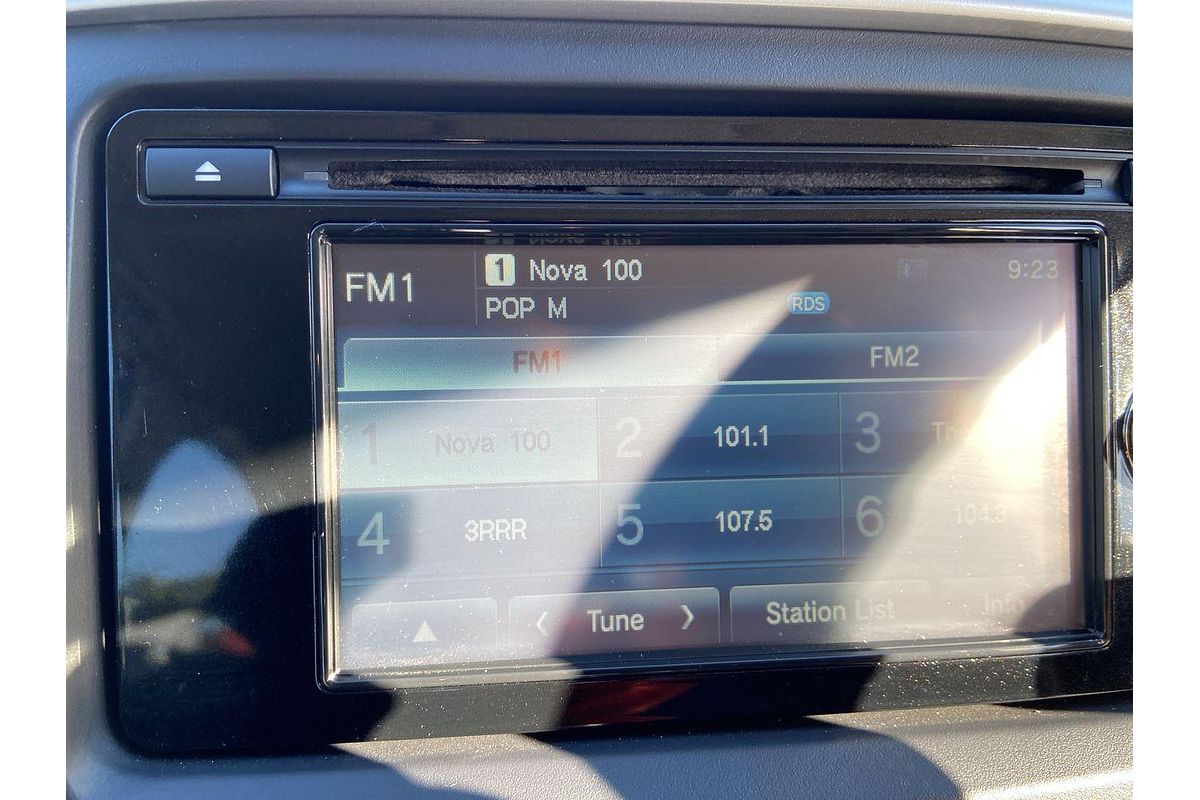 FM1
1 Nova 100
9:23
POP M
RDS
FM1 FM2
1 Nova 100 2 101.1 3
4 3RRR 5 107.5 6 104.3
< Tune > Station List Info